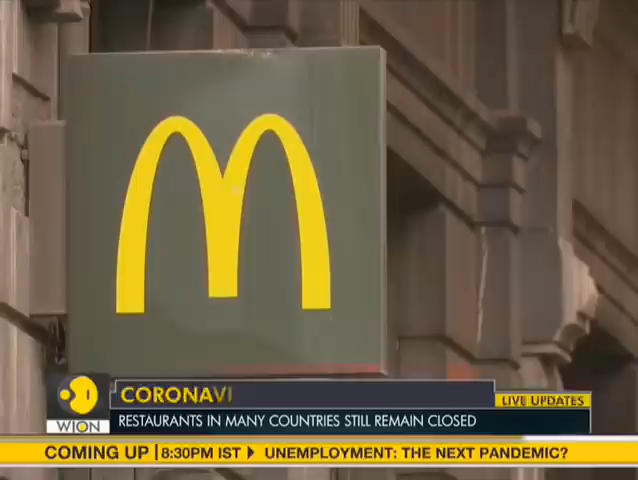 CORONAVI
LIVE UPDATES
WION
RESTAURANTS IN MANY COUNTRIES STILL REMAIN CLOSED
COMING UP | 8:30PM IST UNEMPLOYMENT: THE NEXT PANDEMIC?